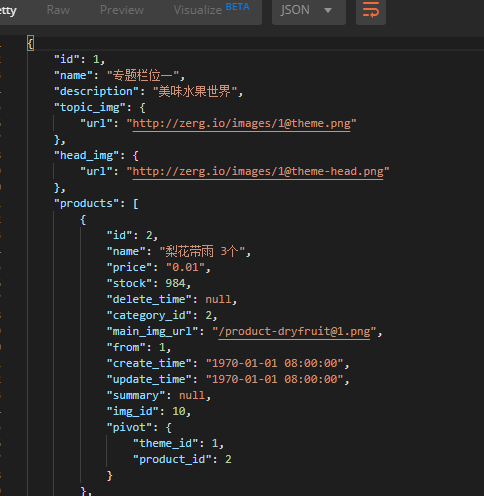 etty Raw Preview Visualize BETA JSON
{
"id": 1,
"name": "专题栏位一",
"description": "美味水果世界",
"topic_img": {
"url": "http://zerg.io/images/1@theme.png"
},
"head_img": {
"url": "http://zerg.io/images/1@theme-head.png"
},
"products": [
{
"id": 2,
"name": "梨花带雨 3个",
"price": "0.01",
"stock": 984,
"delete_time": null,
"category_id": 2,
"main_img_url": "/product-dryfruit@1.png",
"from": 1,
"create_time": "1970-01-01 08:00:00",
"update_time": "1970-01-01 08:00:00",
"summary": null,
"img_id": 10,
"pivot": {
"theme_id": 1,
"product_id": 2
}
},